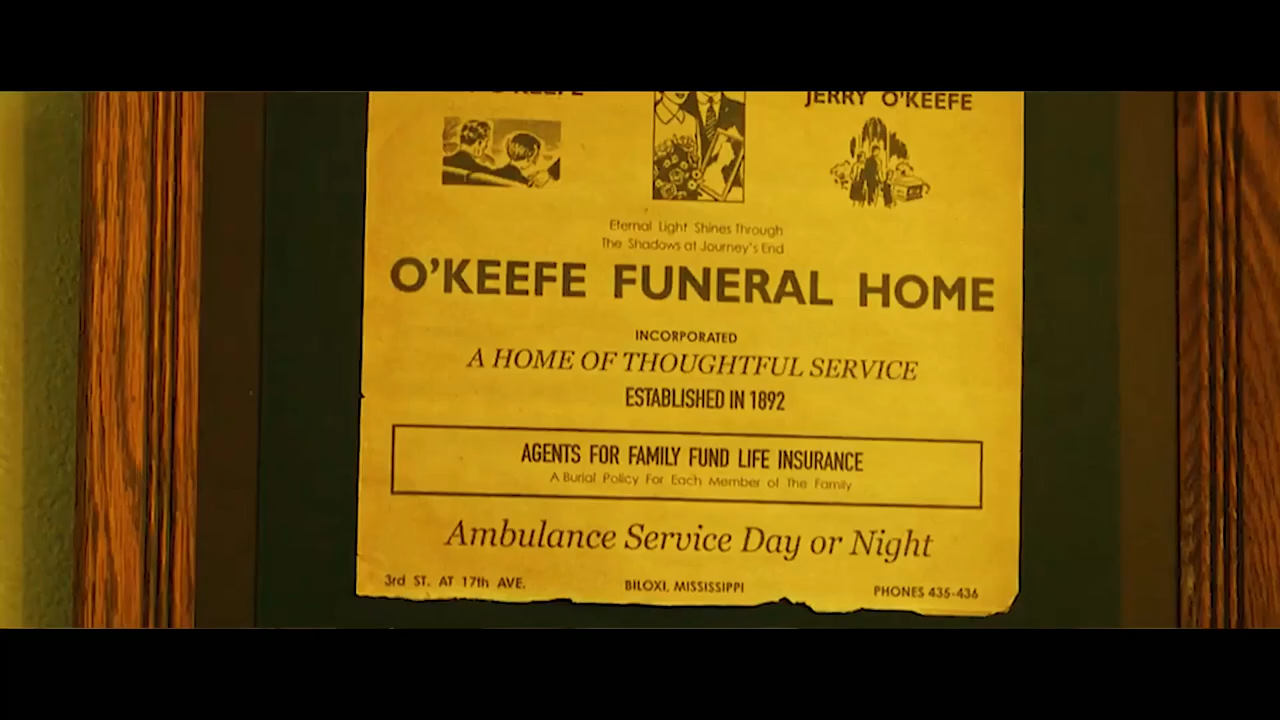 O'KEEFE
JERRY O'KEEFE
Eternal Light Shines Through
The Shadows at Journey's End
O'KEEFE FUNERAL HOME
INCORPORATED
A HOME OF THOUGHTFUL SERVICE
ESTABLISHED IN 1892
AGENTS FOR FAMILY FUND LIFE INSURANCE
A Burial Policy For Each Member of The Family
Ambulance Service Day or Night
3rd ST. AT 17th AVE.
BILOXI, MISSISSIPPI
PHONES 435-436